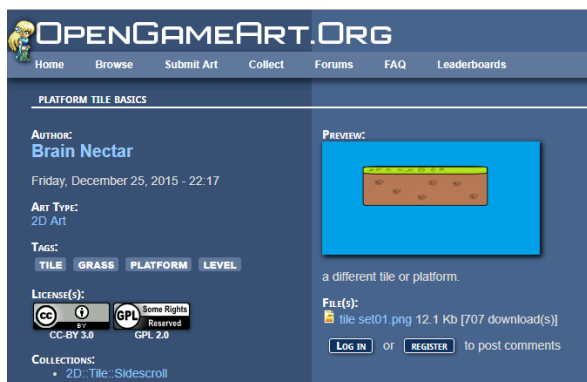 OpenGameArt.Org
Home Browse Submit Art Collect Forums FAQ Leaderboards
Platform Tile Basics
Author:
Brain Nectar
Friday, December 25, 2015 - 22:17
Art Type:
2D Art
Tags:
TILE GRASS PLATFORM LEVEL
License(s):
cc BY GPL Some Rights Reserved
CC-BY 3.0 GPL 2.0
Collections:
• 2D::Tile::Sidescroll
Preview:
a different tile or platform.
File(s):
tile set01.png 12.1 Kb [707 download(s)]
Log in or register to post comments